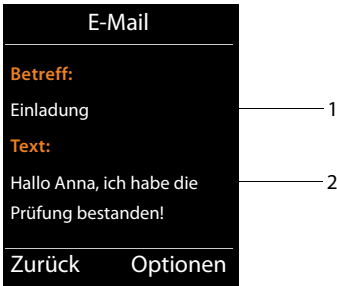 E-Mail
Betreff:
Einladung 1
Text:
Hallo Anna, ich habe die 2
Prüfung bestanden!
Zurück Optionen